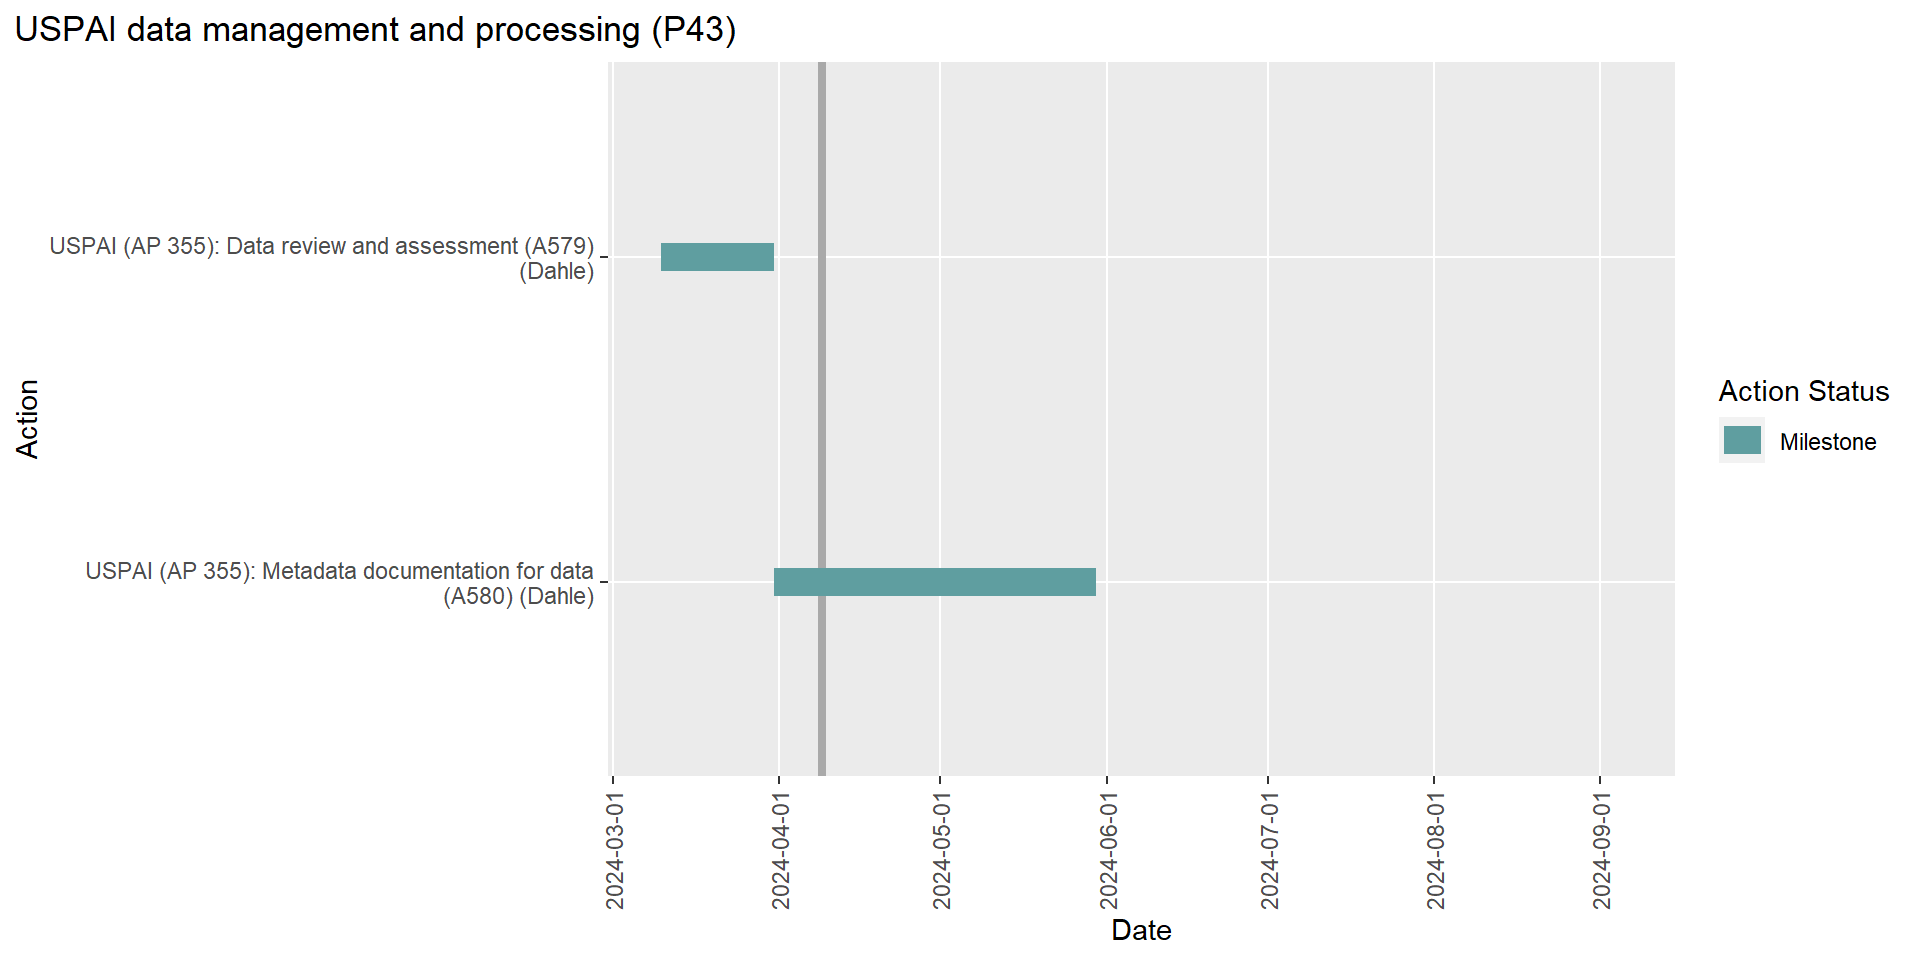 USPAI data management and processing (P43)
USPAI (AP 355): Data review and assessment (A579)
(Dahle)
USPAI (AP 355): Metadata documentation for data
(A580) (Dahle)
Action
2024-03-01
2024-04-01
2024-05-01
2024-06-01
2024-07-01
2024-08-01
2024-09-01
Date
Action Status
Milestone